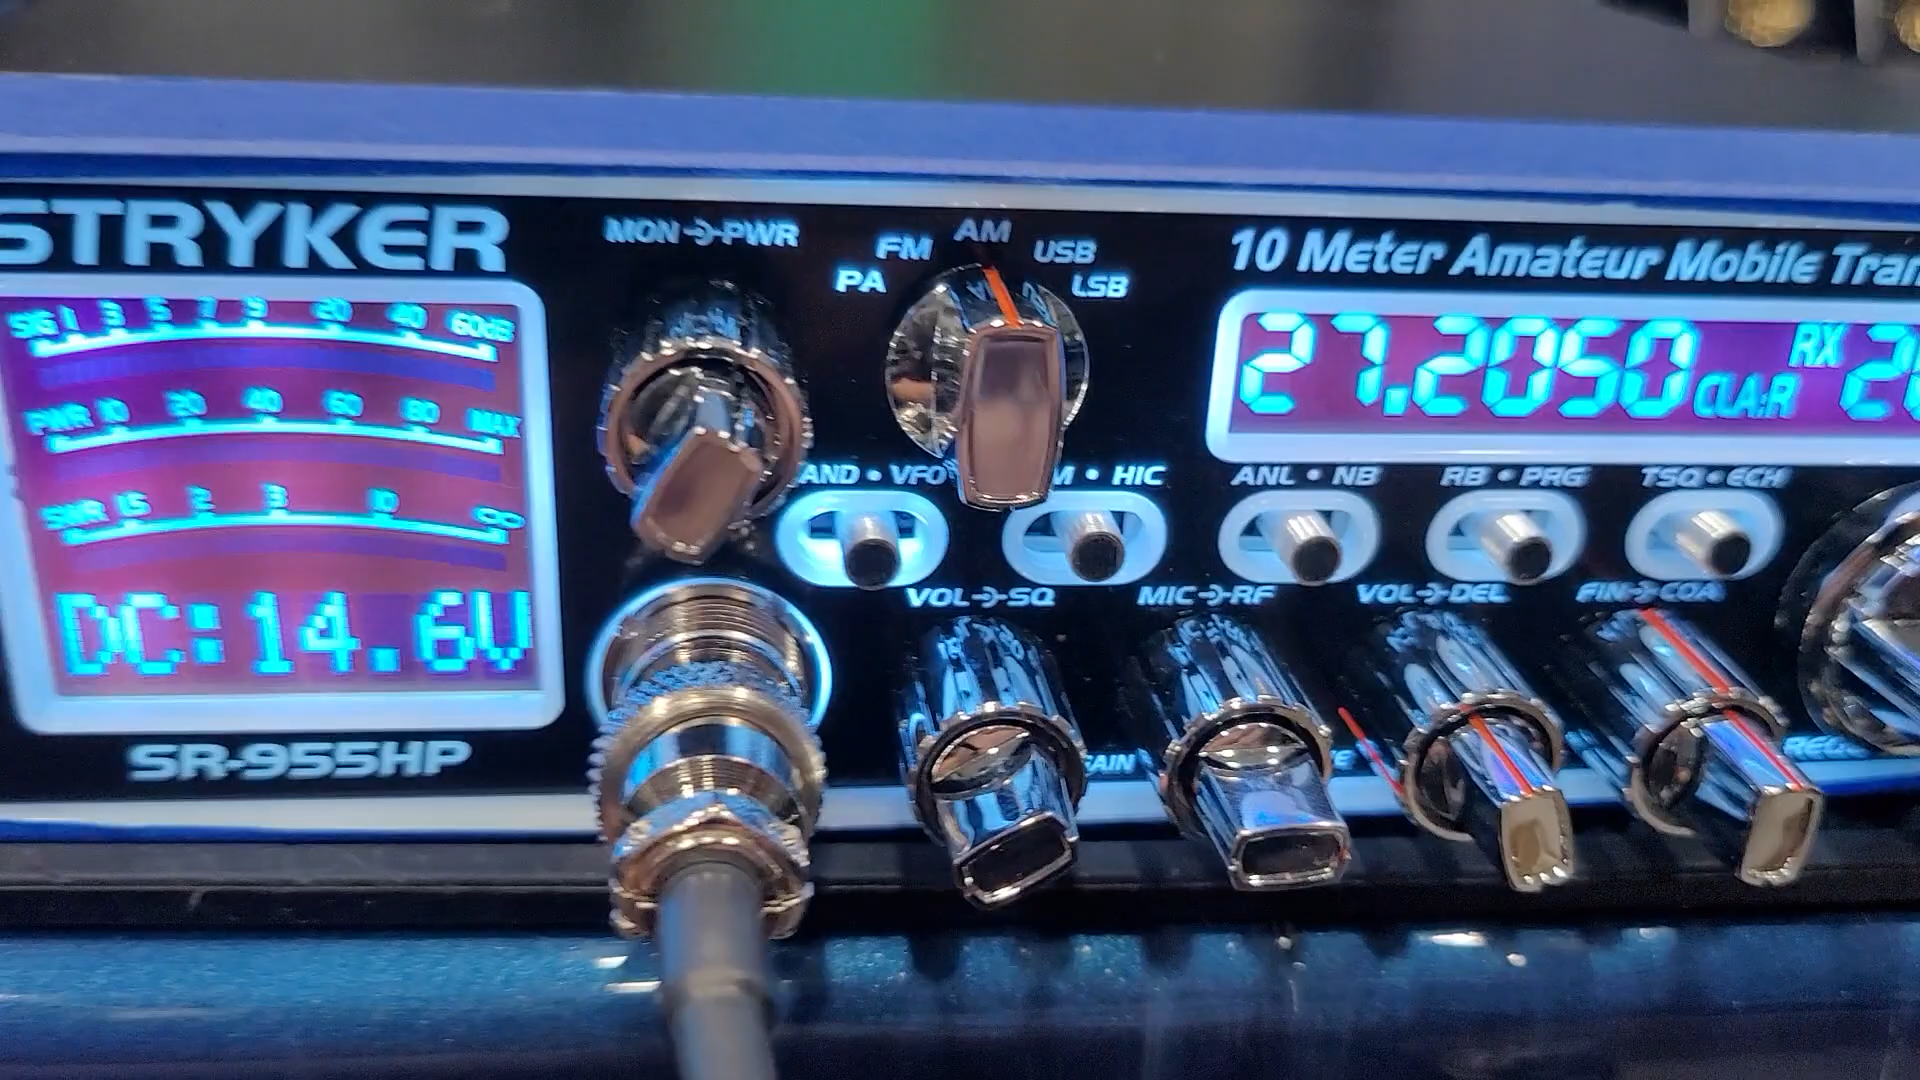 STRYKER
SIG 1 3 5 7 9 20 40 60dB
PWR 10 20 40 60 80 MAX
SWR 1.5 2 3 10 ∞
DC:14.6V
SR-955HP
MON PWR
PA FM AM USB LSB
10 Meter Amateur Mobile
27.2050 CLAR RX
VFO HIC ANL • NB RB • PRG TSQ • ECH
VOL SQ MIC RF VOL DEL FIN COA